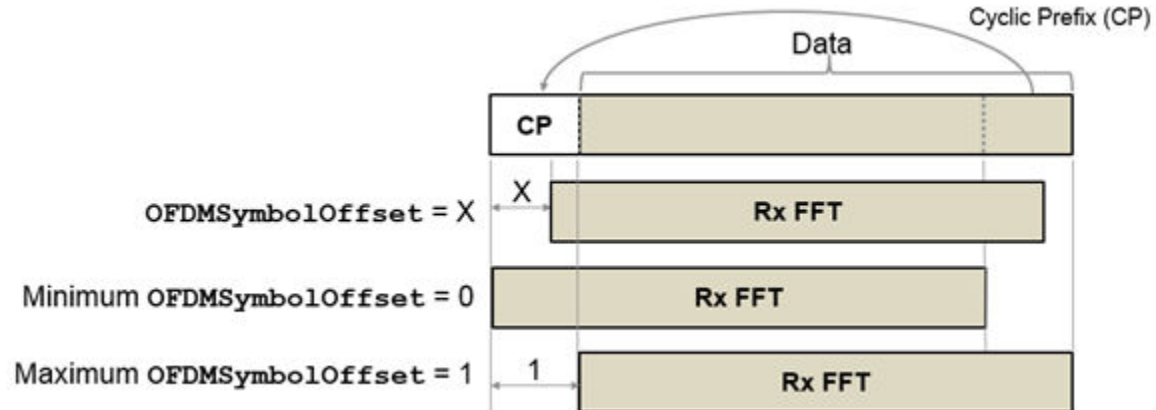 Cyclic Prefix (CP)
Data
CP
OFDMSymbolOffset = X
X
Rx FFT
Minimum OFDMSymbolOffset = 0
Rx FFT
Maximum OFDMSymbolOffset = 1
1
Rx FFT